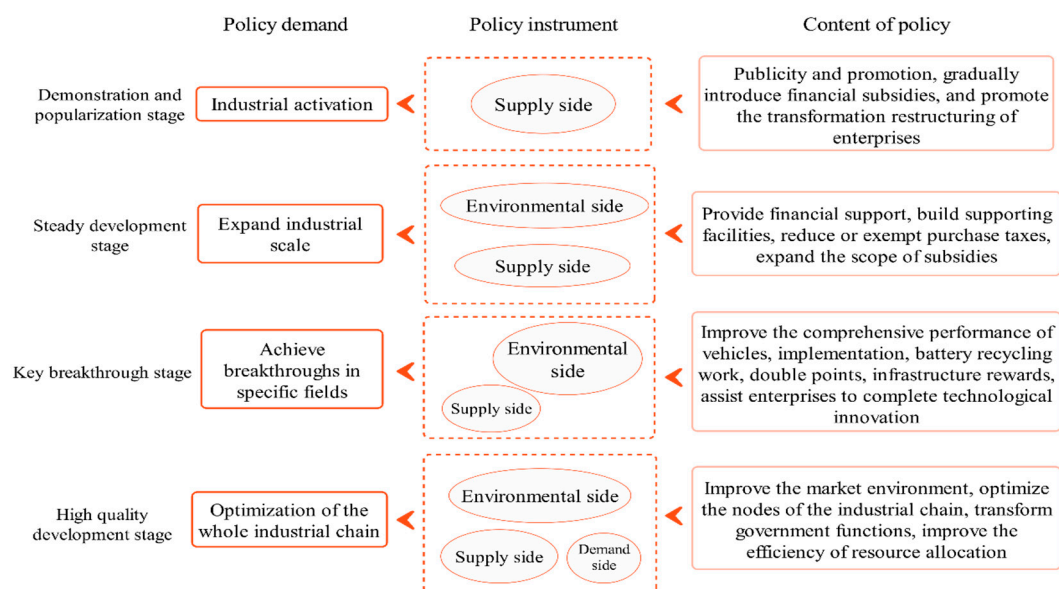 Policy demand
Policy instrument
Content of policy
Demonstration and
popularization stage
Industrial activation
Supply side
Publicity and promotion, gradually
introduce financial subsidies, and promote
the transformation restructuring of
enterprises
Steady development
stage
Expand industrial
scale
Environmental side
Supply side
Provide financial support, build supporting
facilities, reduce or exempt purchase taxes,
expand the scope of subsidies
Key breakthrough stage
Achieve
breakthroughs in
specific fields
Environmental
side
Supply side
Improve the comprehensive performance of
vehicles, implementation, battery recycling
work, double points, infrastructure rewards,
assist enterprises to complete technological
innovation
High quality
development stage
Optimization of the
whole industrial chain
Environmental side
Supply side
Demand
side
Improve the market environment, optimize
the nodes of the industrial chain, transform
government functions, improve the
efficiency of resource allocation